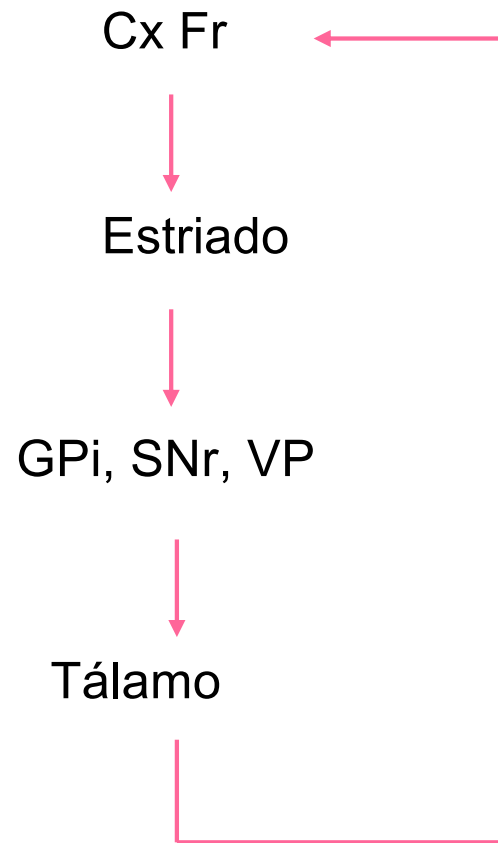 Cx Fr
Estriado
GPi, SNr, VP
Tálamo